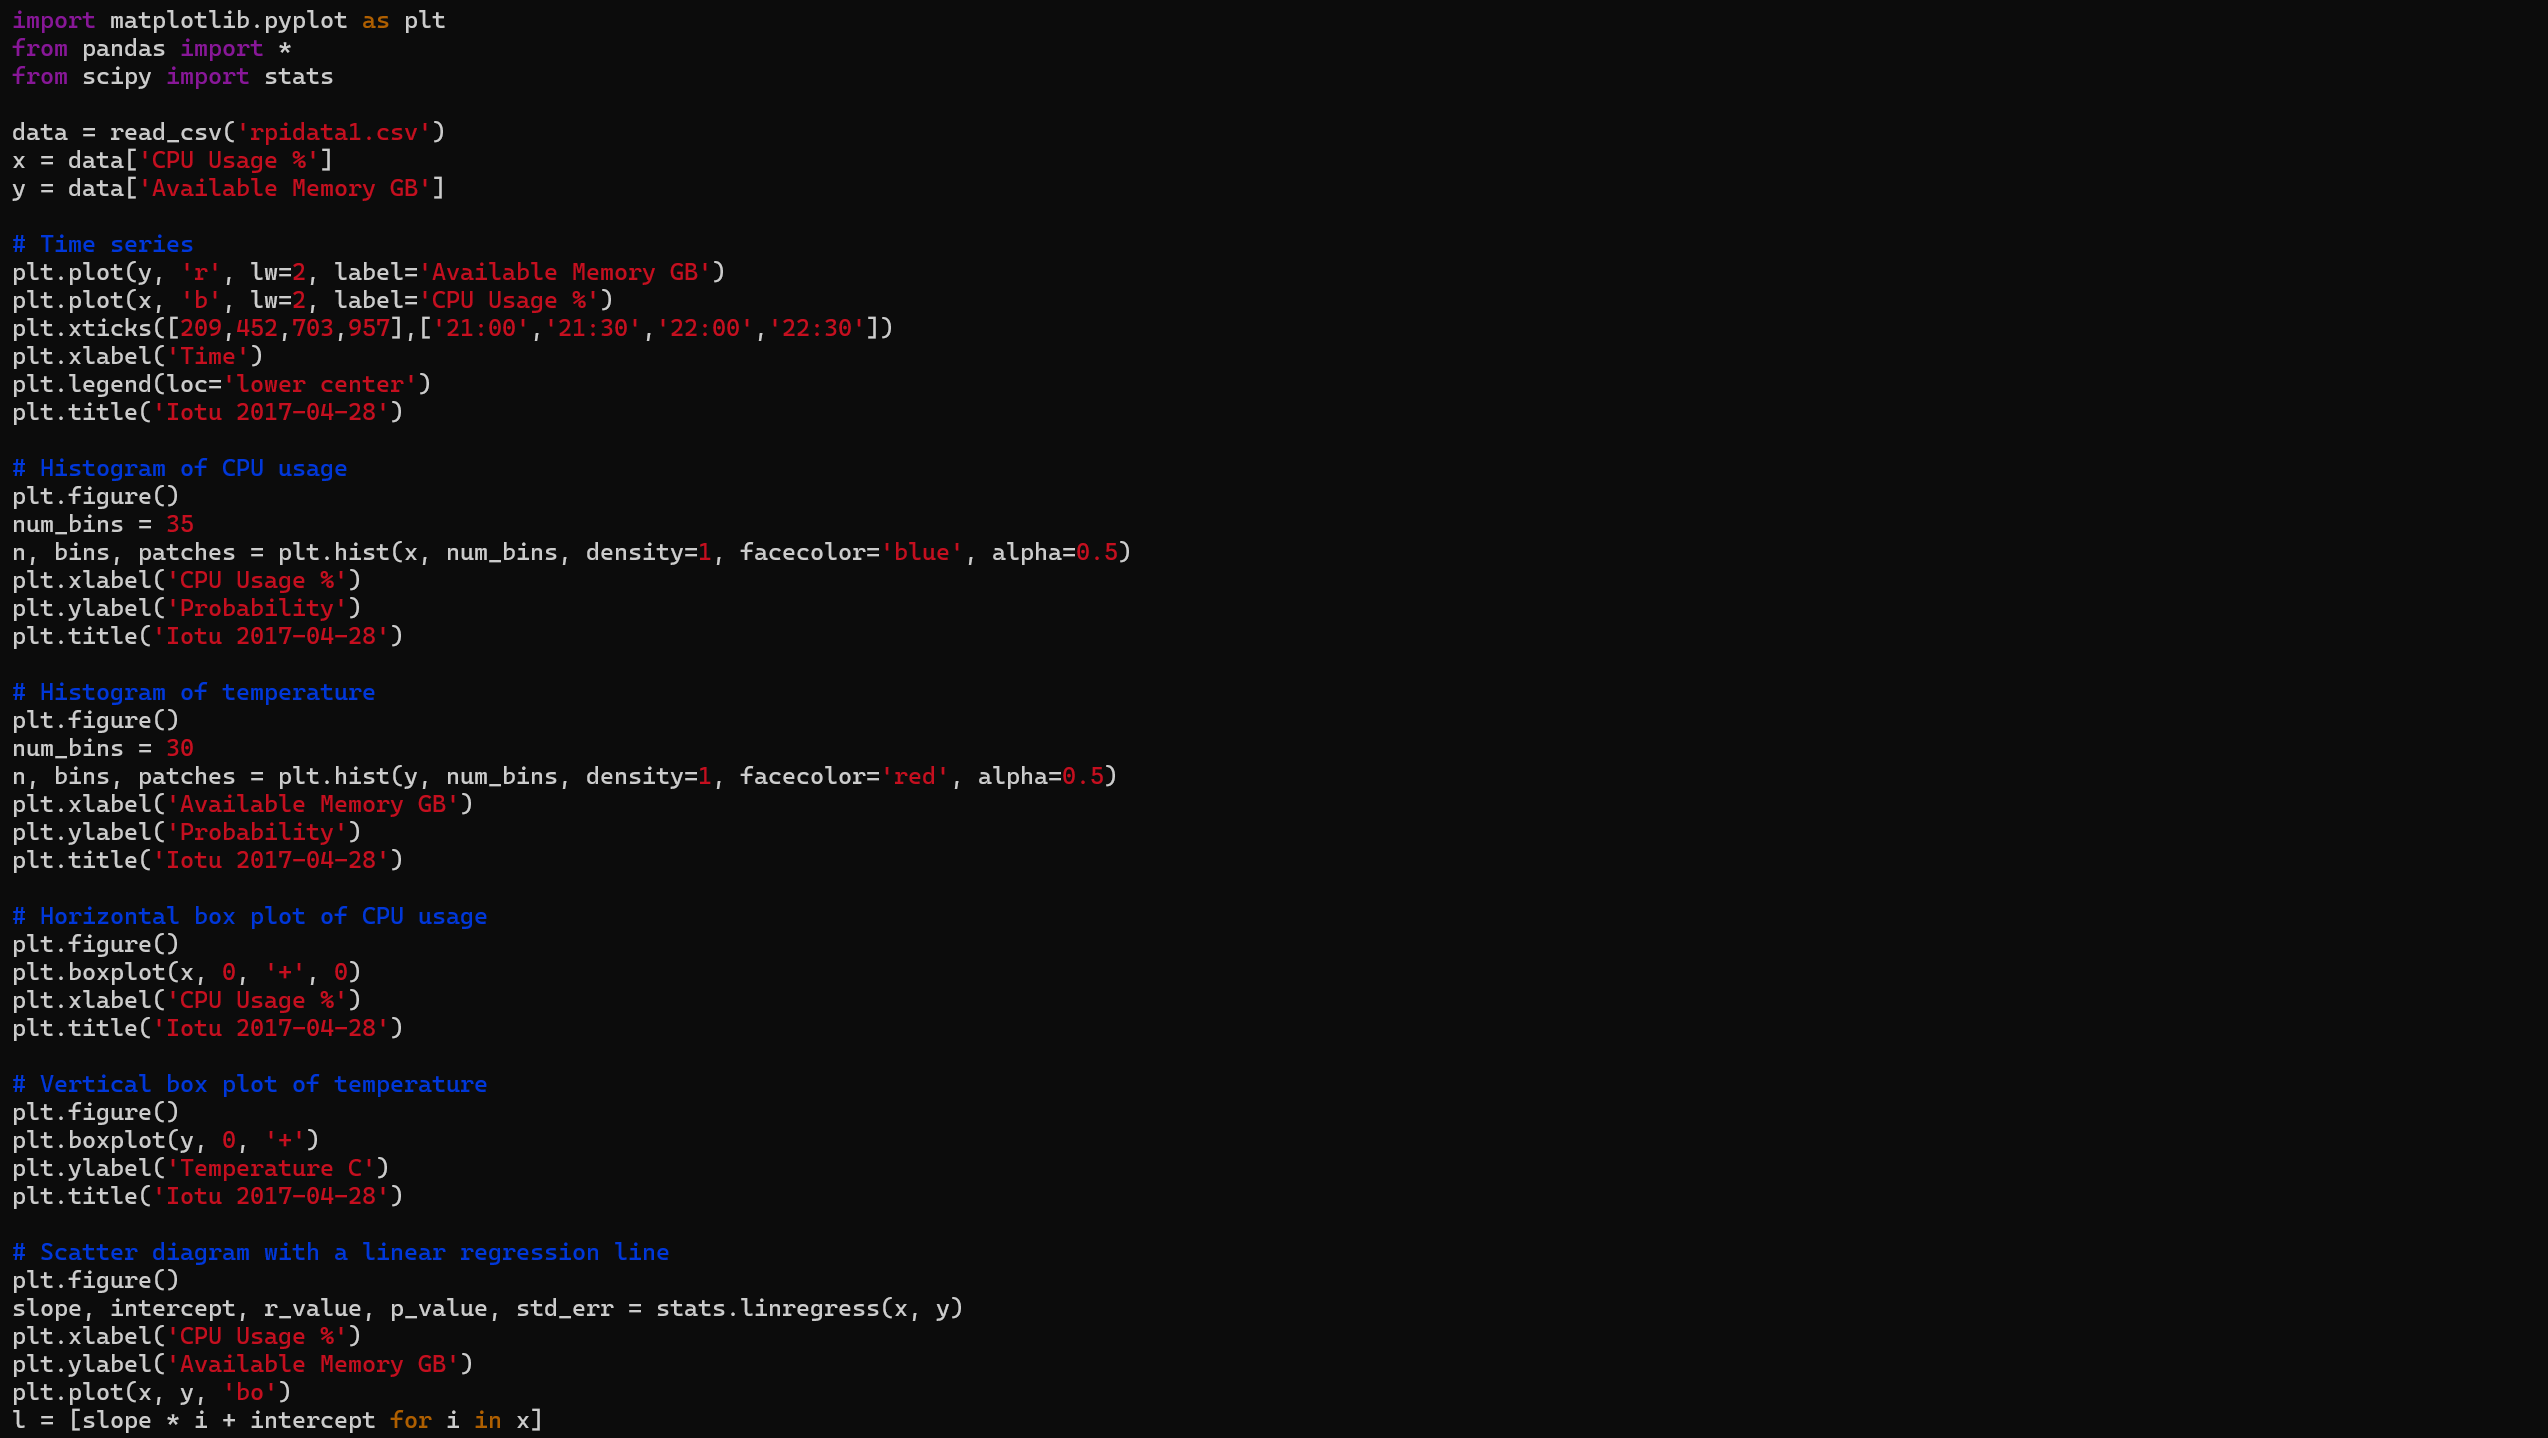 import matplotlib.pyplot as plt
from pandas import *
from scipy import stats

data = read_csv('rpidata1.csv')
x = data['CPU Usage %']
y = data['Available Memory GB']

# Time series
plt.plot(y, 'r', lw=2, label='Available Memory GB')
plt.plot(x, 'b', lw=2, label='CPU Usage %')
plt.xticks([209,452,703,957],['21:00','21:30','22:00','22:30'])
plt.xlabel('Time')
plt.legend(loc='lower center')
plt.title('Iotu 2017-04-28')

# Histogram of CPU usage
plt.figure()
num_bins = 35
n, bins, patches = plt.hist(x, num_bins, density=1, facecolor='blue', alpha=0.5)
plt.xlabel('CPU Usage %')
plt.ylabel('Probability')
plt.title('Iotu 2017-04-28')

# Histogram of temperature
plt.figure()
num_bins = 30
n, bins, patches = plt.hist(y, num_bins, density=1, facecolor='red', alpha=0.5)
plt.xlabel('Available Memory GB')
plt.ylabel('Probability')
plt.title('Iotu 2017-04-28')

# Horizontal box plot of CPU usage
plt.figure()
plt.boxplot(x, 0, '+', 0)
plt.xlabel('CPU Usage %')
plt.title('Iotu 2017-04-28')

# Vertical box plot of temperature
plt.figure()
plt.boxplot(y, 0, '+')
plt.ylabel('Temperature C')
plt.title('Iotu 2017-04-28')

# Scatter diagram with a linear regression line
plt.figure()
slope, intercept, r_value, p_value, std_err = stats.linregress(x, y)
plt.xlabel('CPU Usage %')
plt.ylabel('Available Memory GB')
plt.plot(x, y, 'bo')
l = [slope * i + intercept for i in x]